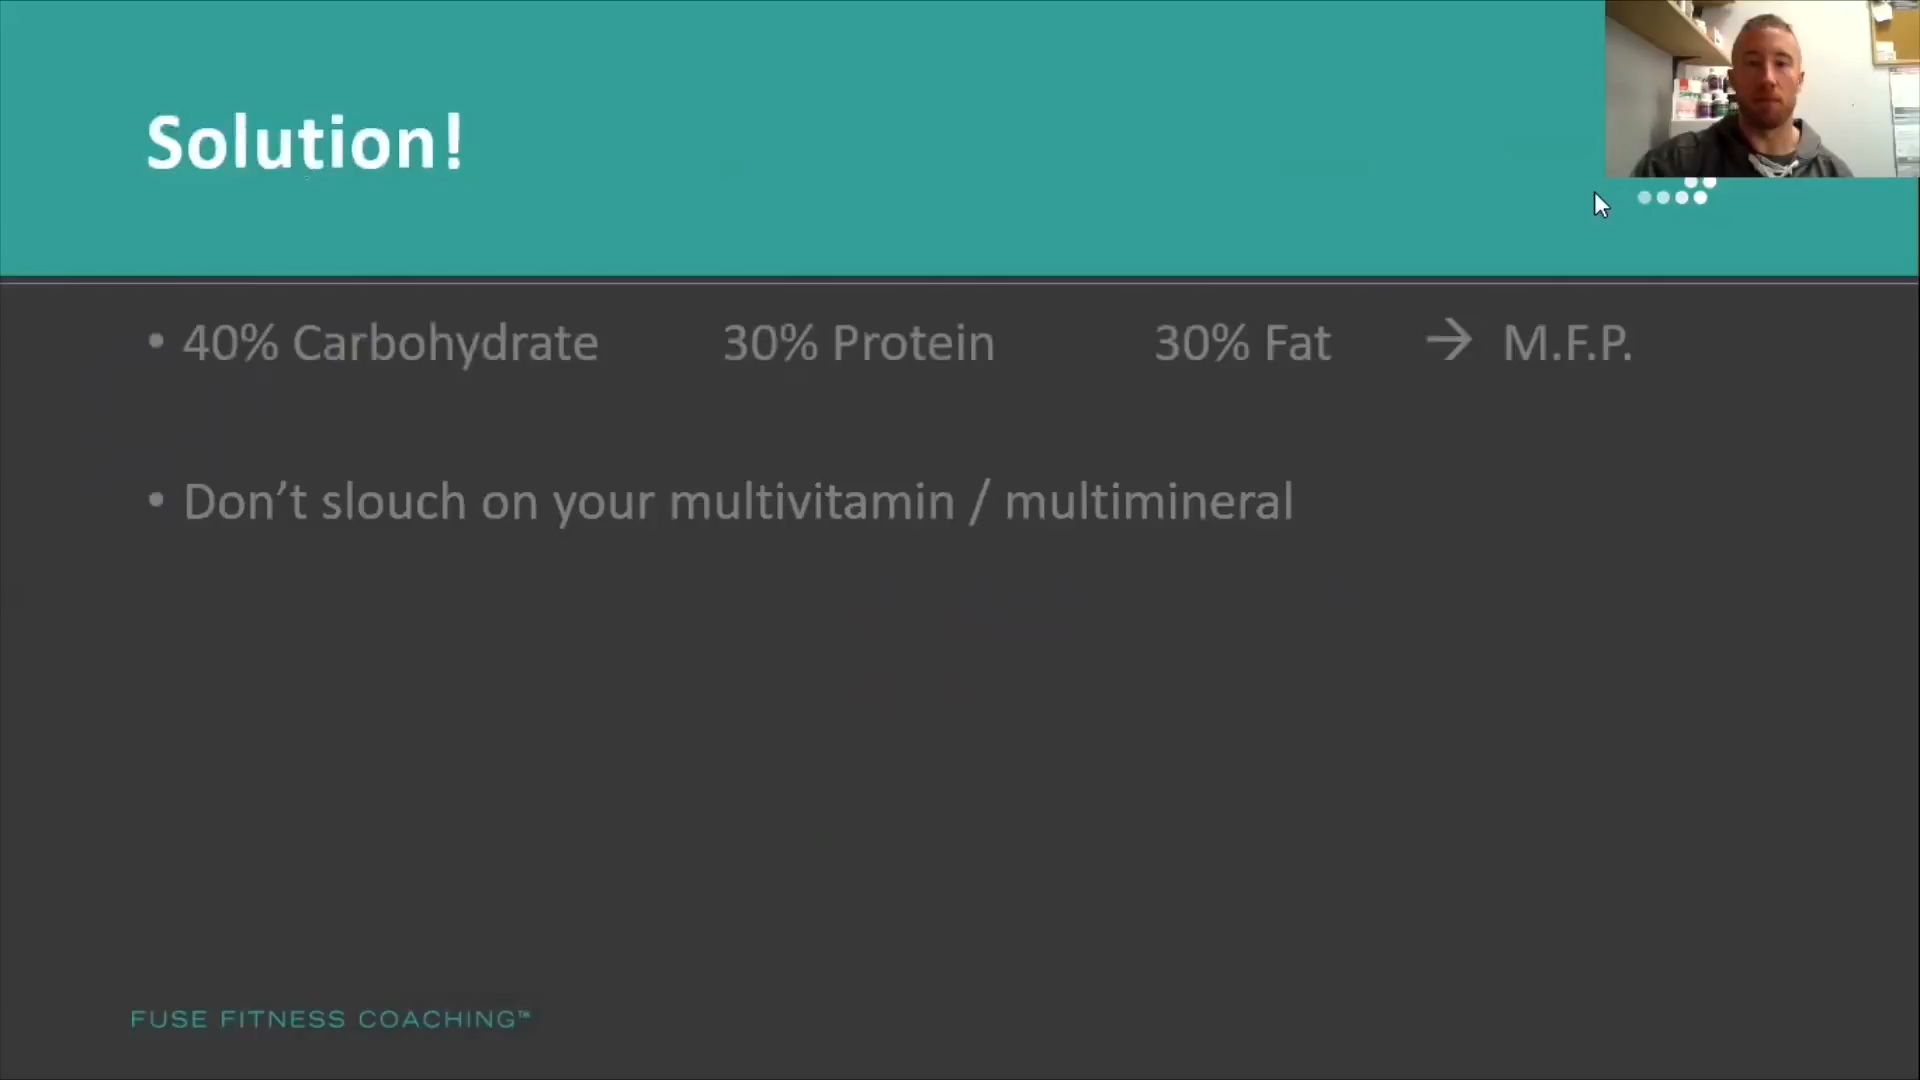 Solution!
• 40% Carbohydrate 30% Protein 30% Fat → M.F.P.
• Don’t slouch on your multivitamin / multimineral
FUSE FITNESS COACHING™